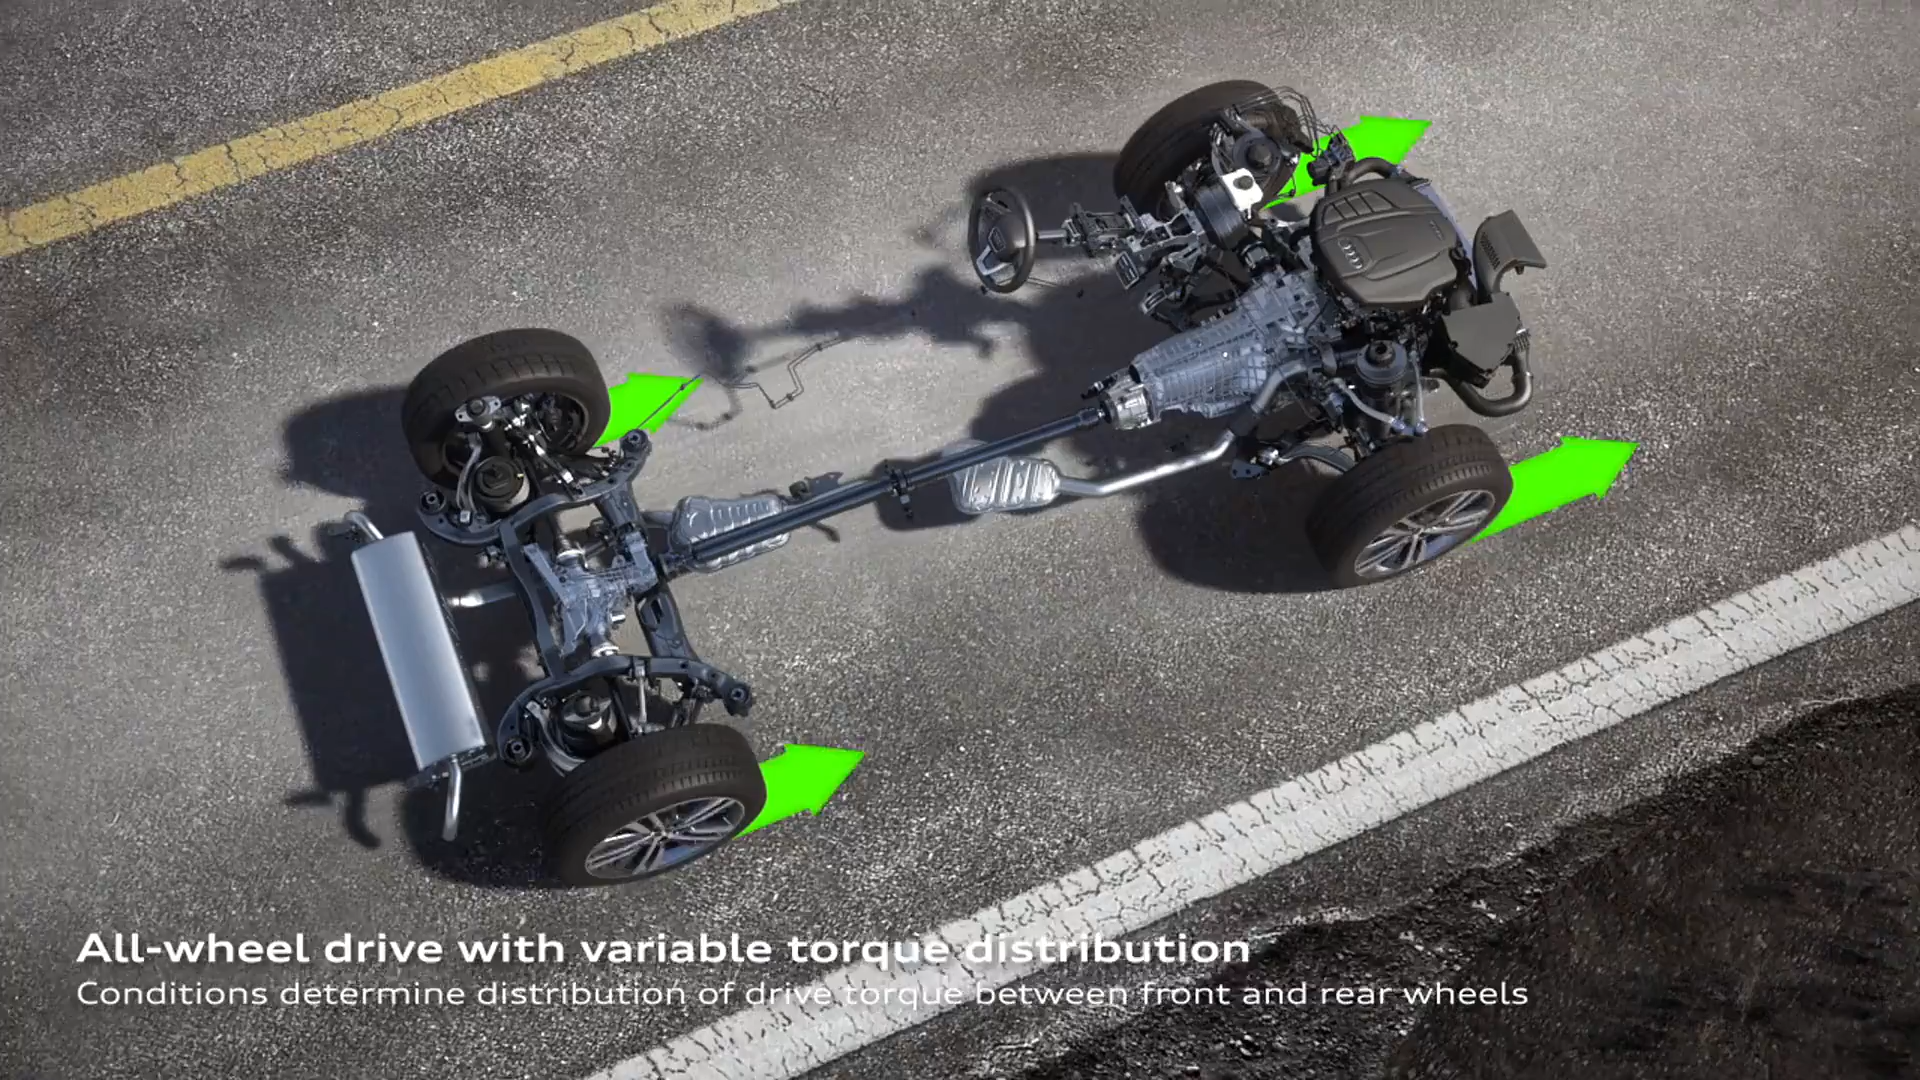 All-wheel drive with variable torque distribution
Conditions determine distribution of drive torque between front and rear wheels